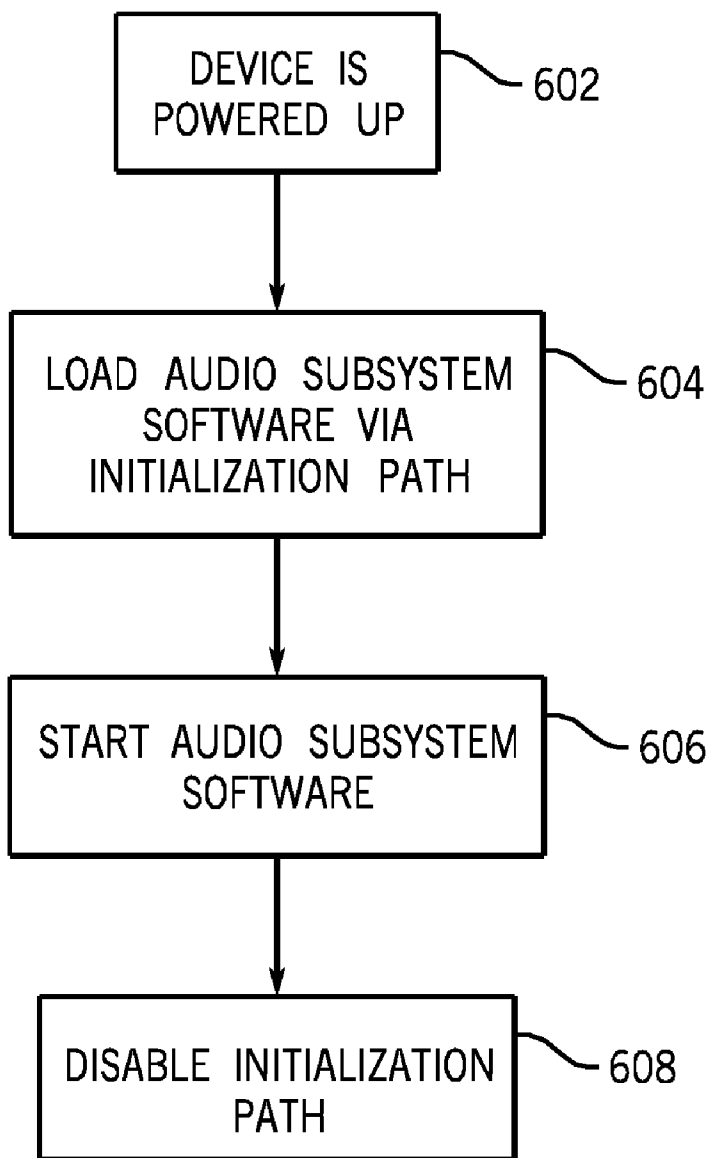 DEVICE IS
POWERED UP
602
LOAD AUDIO SUBSYSTEM
SOFTWARE VIA
INITIALIZATION PATH
604
START AUDIO SUBSYSTEM
SOFTWARE
606
DISABLE INITIALIZATION
PATH
608